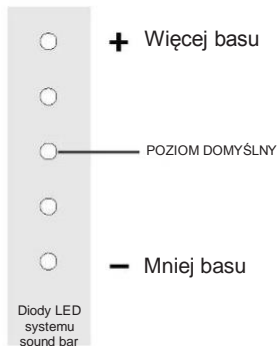 + Więcej basu
POZIOM DOMYŚLNY
− Mniej basu
Diody LED
systemu
sound bar